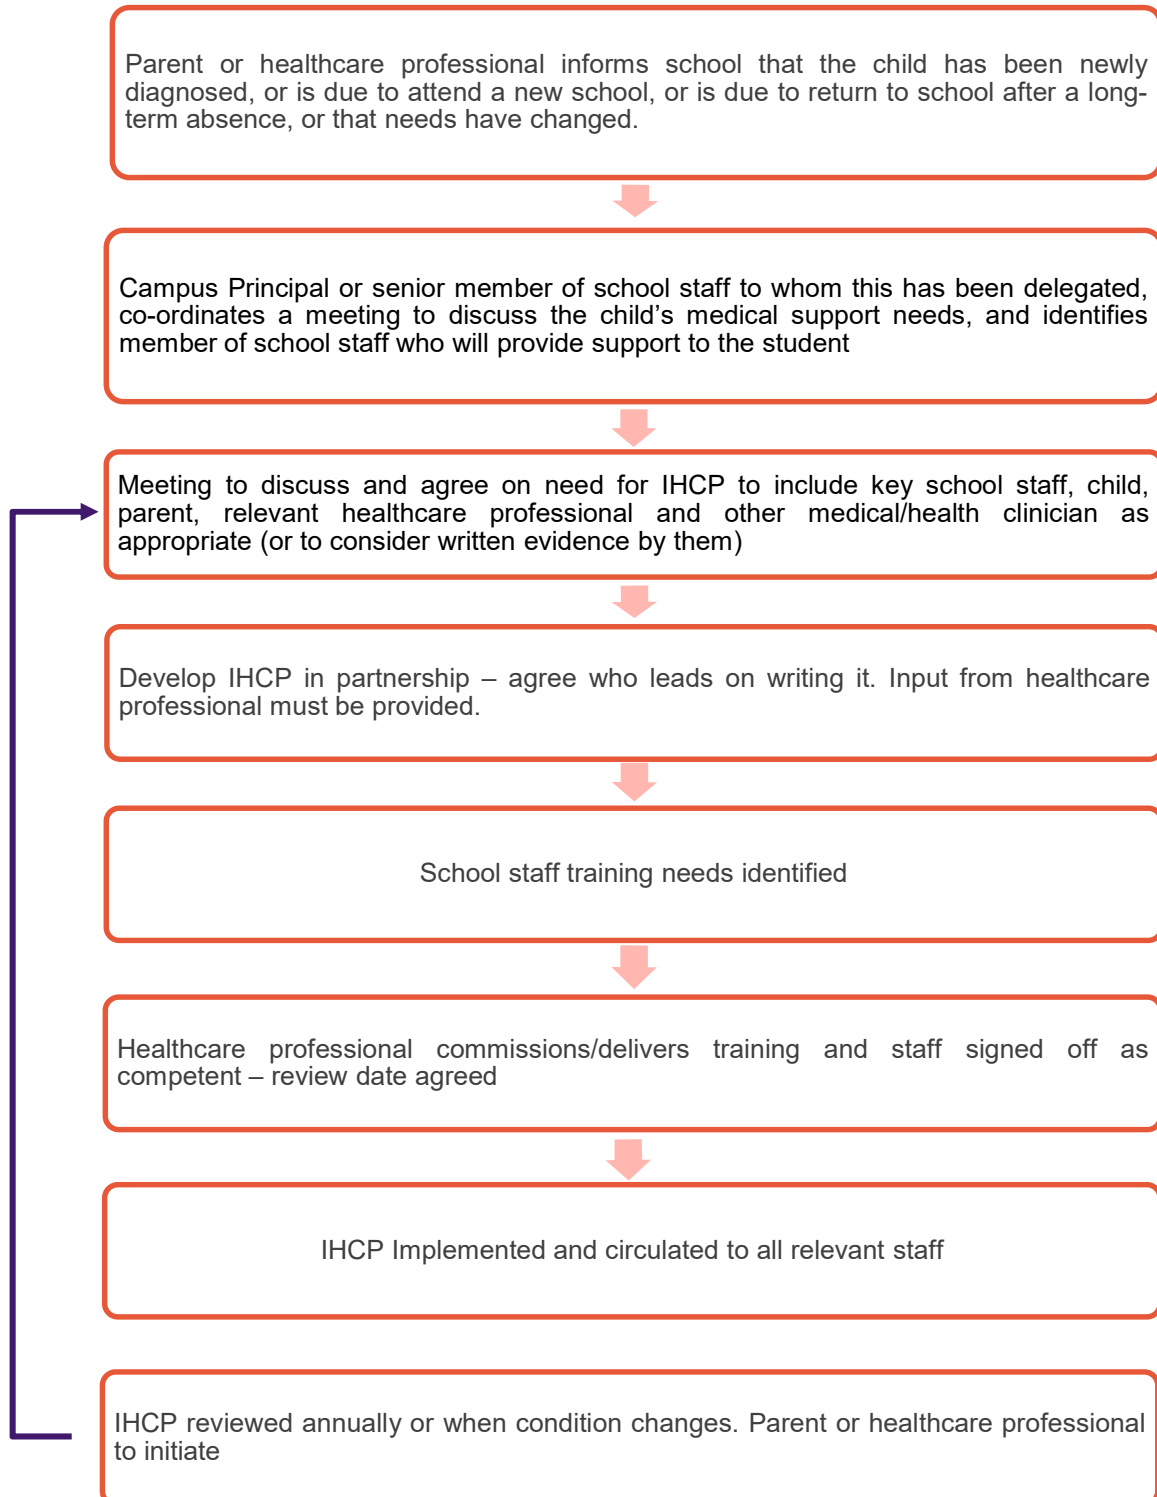 Parent or healthcare professional informs school that the child has been newly
diagnosed, or is due to attend a new school, or is due to return to school after a long-
term absence, or that needs have changed.
Campus Principal or senior member of school staff to whom this has been delegated,
co-ordinates a meeting to discuss the child’s medical support needs, and identifies
member of school staff who will provide support to the student
Meeting to discuss and agree on need for IHCP to include key school staff, child,
parent, relevant healthcare professional and other medical/health clinician as
appropriate (or to consider written evidence by them)
Develop IHCP in partnership – agree who leads on writing it. Input from healthcare
professional must be provided.
School staff training needs identified
Healthcare professional commissions/delivers training and staff signed off as
competent – review date agreed
IHCP Implemented and circulated to all relevant staff
IHCP reviewed annually or when condition changes. Parent or healthcare professional
to initiate